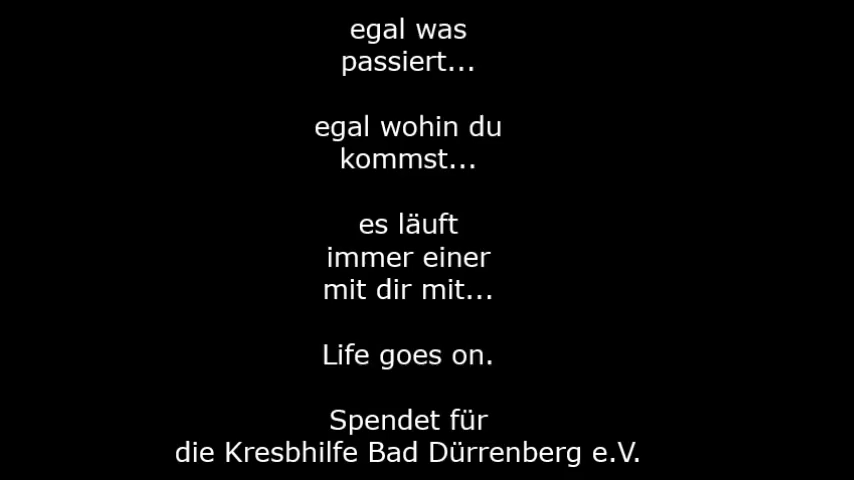 egal was
passiert...
egal wohin du
kommst...
es läuft
immer einer
mit dir mit...
Life goes on.
Spendet für
die Kresbhilfe Bad Dürrenberg e.V.